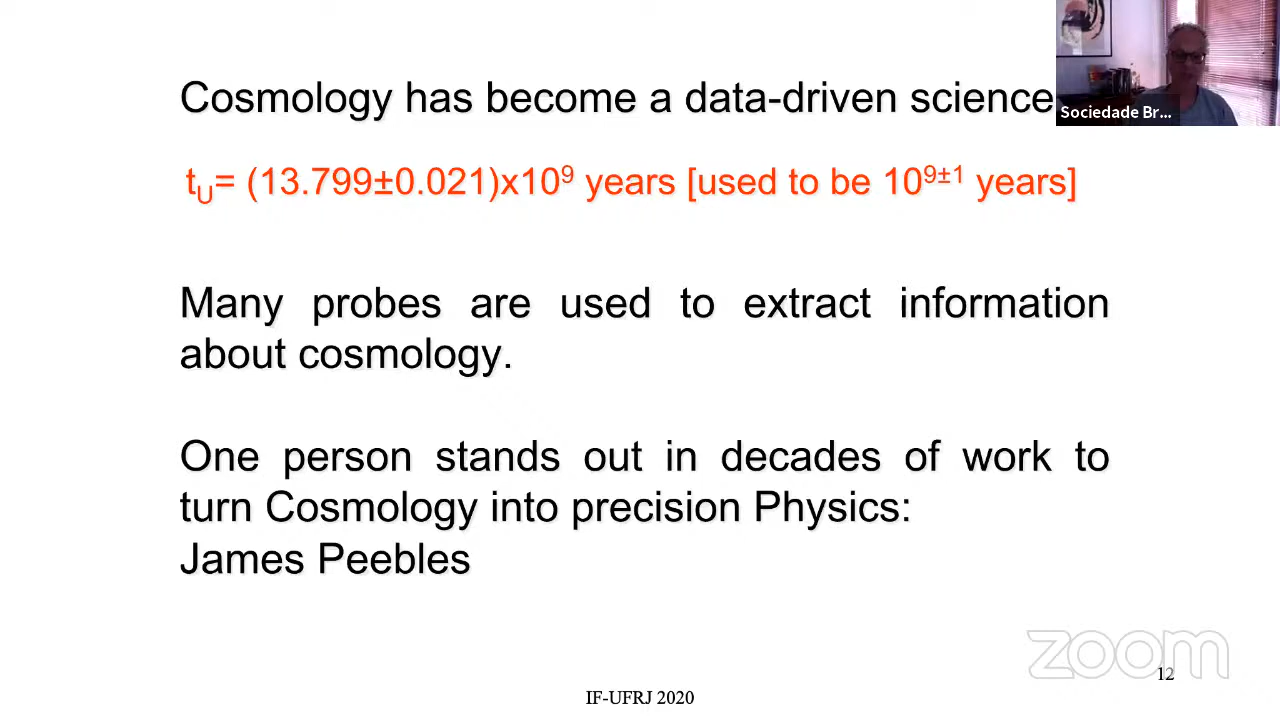 Cosmology has become a data-driven science
Sociedade Br...
t_U= (13.799±0.021)x10⁹ years [used to be 10⁹±¹ years]
Many probes are used to extract information
about cosmology.
One person stands out in decades of work to
turn Cosmology into precision Physics:
James Peebles
zoom
12
IF-UFRJ 2020